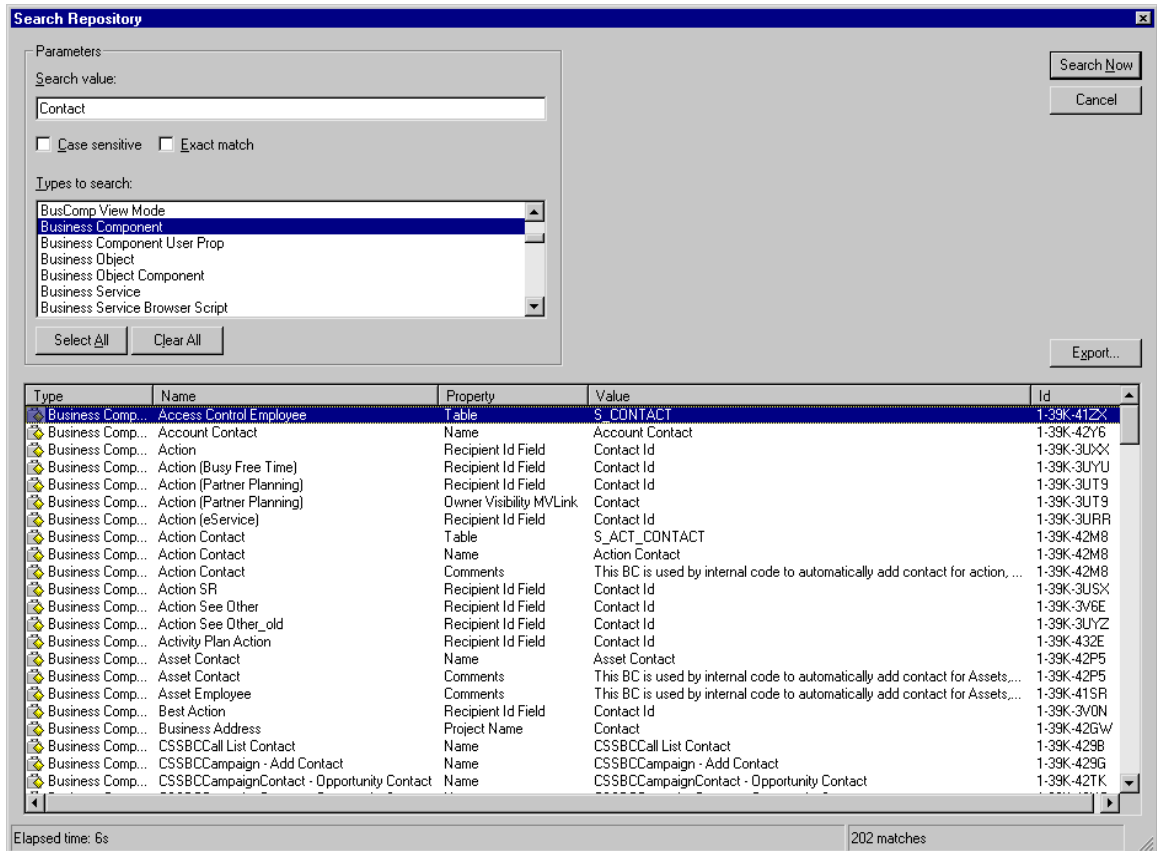 Search Repository
Parameters
Search value:
Contact
Case sensitive Exact match
Types to search:
BusComp View Mode
Business Component
Business Component User Prop
Business Object
Business Object Component
Business Service
Business Service Browser Script
Select All Clear All
Search Now
Cancel
Export...
Type Name Property Value Id
Business Comp... Access Control Employee Table S_CONTACT 1-39K-41ZX
Business Comp... Account Contact Name Account Contact 1-39K-42Y6
Business Comp... Action Recipient Id Field Contact Id 1-39K-3UXX
Business Comp... Action (Busy Free Time) Recipient Id Field Contact Id 1-39K-3UYU
Business Comp... Action (Partner Planning) Recipient Id Field Contact Id 1-39K-3UT9
Business Comp... Action (Partner Planning) Owner Visibility MVLink Contact 1-39K-3UT9
Business Comp... Action (eService) Recipient Id Field Contact Id 1-39K-3URR
Business Comp... Action Contact Table S_ACT_CONTACT 1-39K-42M8
Business Comp... Action Contact Name Action Contact 1-39K-42M8
Business Comp... Action Contact Comments This BC is used by internal code to automatically add contact for action, ... 1-39K-42M8
Business Comp... Action SR Recipient Id Field Contact Id 1-39K-3USX
Business Comp... Action See Other Recipient Id Field Contact Id 1-39K-3V6E
Business Comp... Action See Other_old Recipient Id Field Contact Id 1-39K-3UYZ
Business Comp... Activity Plan Action Recipient Id Field Contact Id 1-39K-432E
Business Comp... Asset Contact Name Asset Contact 1-39K-42P5
Business Comp... Asset Contact Comments This BC is used by internal code to automatically add contact for Assets,... 1-39K-42P5
Business Comp... Asset Employee Comments This BC is used by internal code to automatically add contact for Assets,... 1-39K-41SR
Business Comp... Best Action Recipient Id Field Contact Id 1-39K-3V0N
Business Comp... Business Address Project Name Contact 1-39K-42GW
Business Comp... CSSBCCall List Contact Name CSSBCCall List Contact 1-39K-429B
Business Comp... CSSBCCampaign - Add Contact Name CSSBCCampaign - Add Contact 1-39K-429G
Business Comp... CSSBCCampaignContact - Opportunity Contact Name CSSBCCampaignContact - Opportunity Contact 1-39K-42TK
Elapsed time: 6s 202 matches